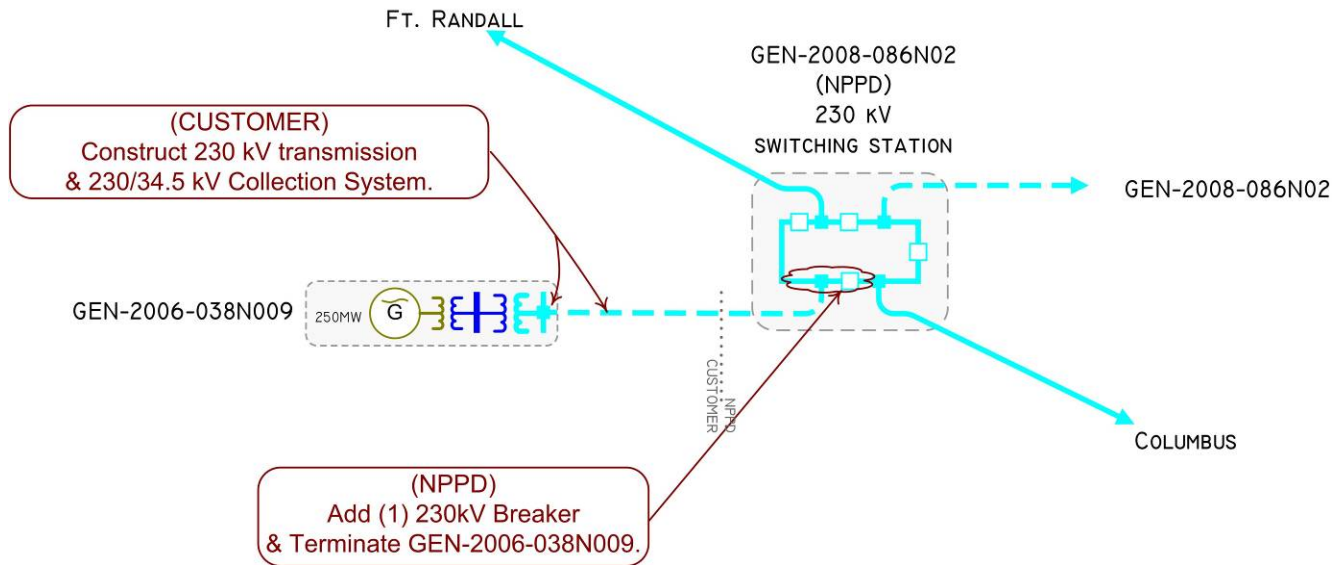 FT. RANDALL
GEN-2008-086N02
(NPPD)
230 KV
SWITCHING STATION
(CUSTOMER)
Construct 230 kV transmission
& 230/34.5 kV Collection System.
GEN-2008-086N02
GEN-2006-038N009
250MW
G
CUSTOMER
NPPD
COLUMBUS
(NPPD)
Add (1) 230kV Breaker
& Terminate GEN-2006-038N009.